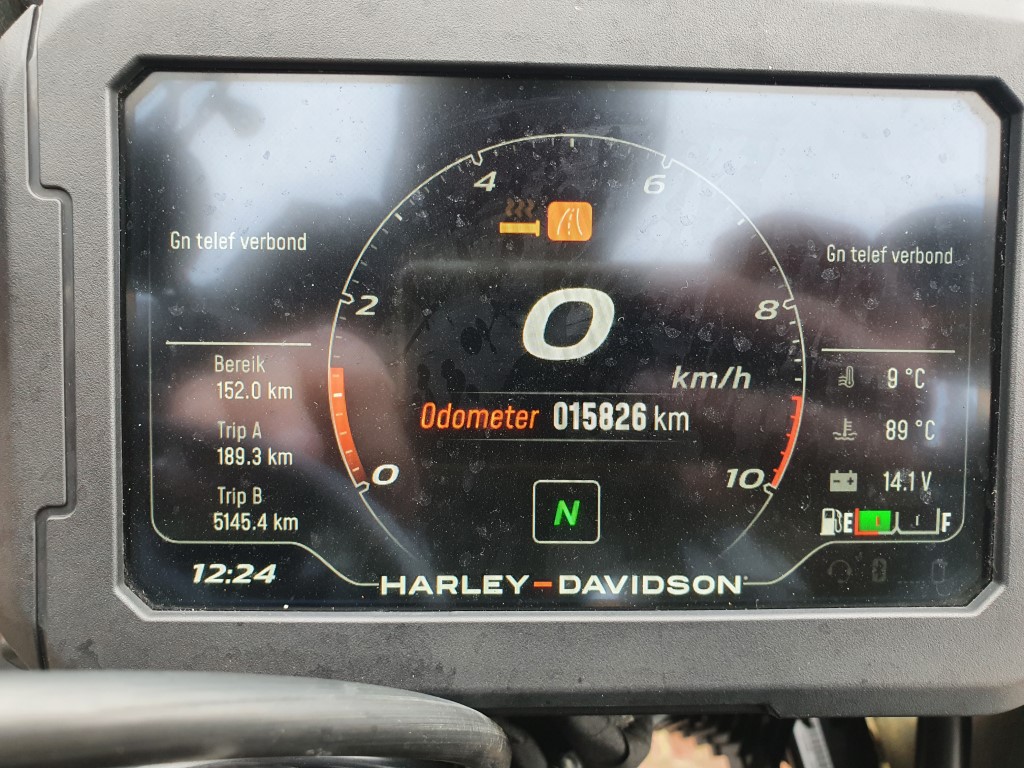 4 6
Gn telef verbond
Gn telef verbond
2 0 8
km/h
Bereik
152.0 km
9 °C
Odometer 015826 km
Trip A
189.3 km
89 °C
0 10
14.1 V
Trip B
5145.4 km
N
E F
12:24
HARLEY-DAVIDSON